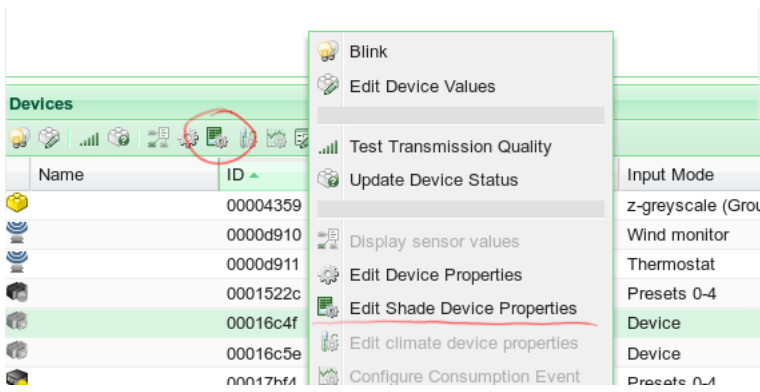 Devices
Name ID Input Mode
00004359 z-greyscale (Grou
0000d910 Wind monitor
0000d911 Thermostat
0001522c Presets 0-4
00016c4f Device
00016c5e Device
00017bf4 Presets 0-4
Blink
Edit Device Values
Test Transmission Quality
Update Device Status
Display sensor values
Edit Device Properties
Edit Shade Device Properties
Edit climate device properties
Configure Consumption Event